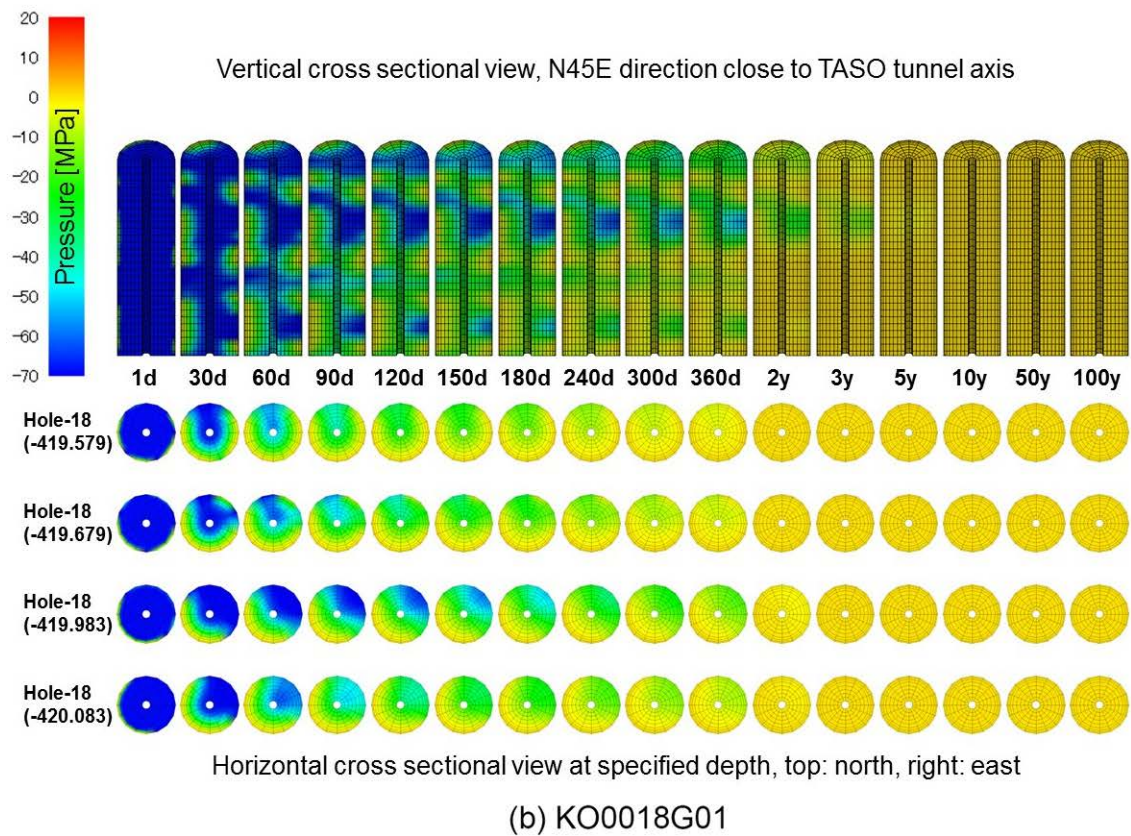 20
10
0
−10
−20
−30
−40
−50
−60
−70
Pressure [MPa]
Vertical cross sectional view, N45E direction close to TASO tunnel axis
1d 30d 60d 90d 120d 150d 180d 240d 300d 360d 2y 3y 5y 10y 50y 100y
Hole-18
(-419.579)
Hole-18
(-419.679)
Hole-18
(-419.983)
Hole-18
(-420.083)
Horizontal cross sectional view at specified depth, top: north, right: east
(b) KO0018G01